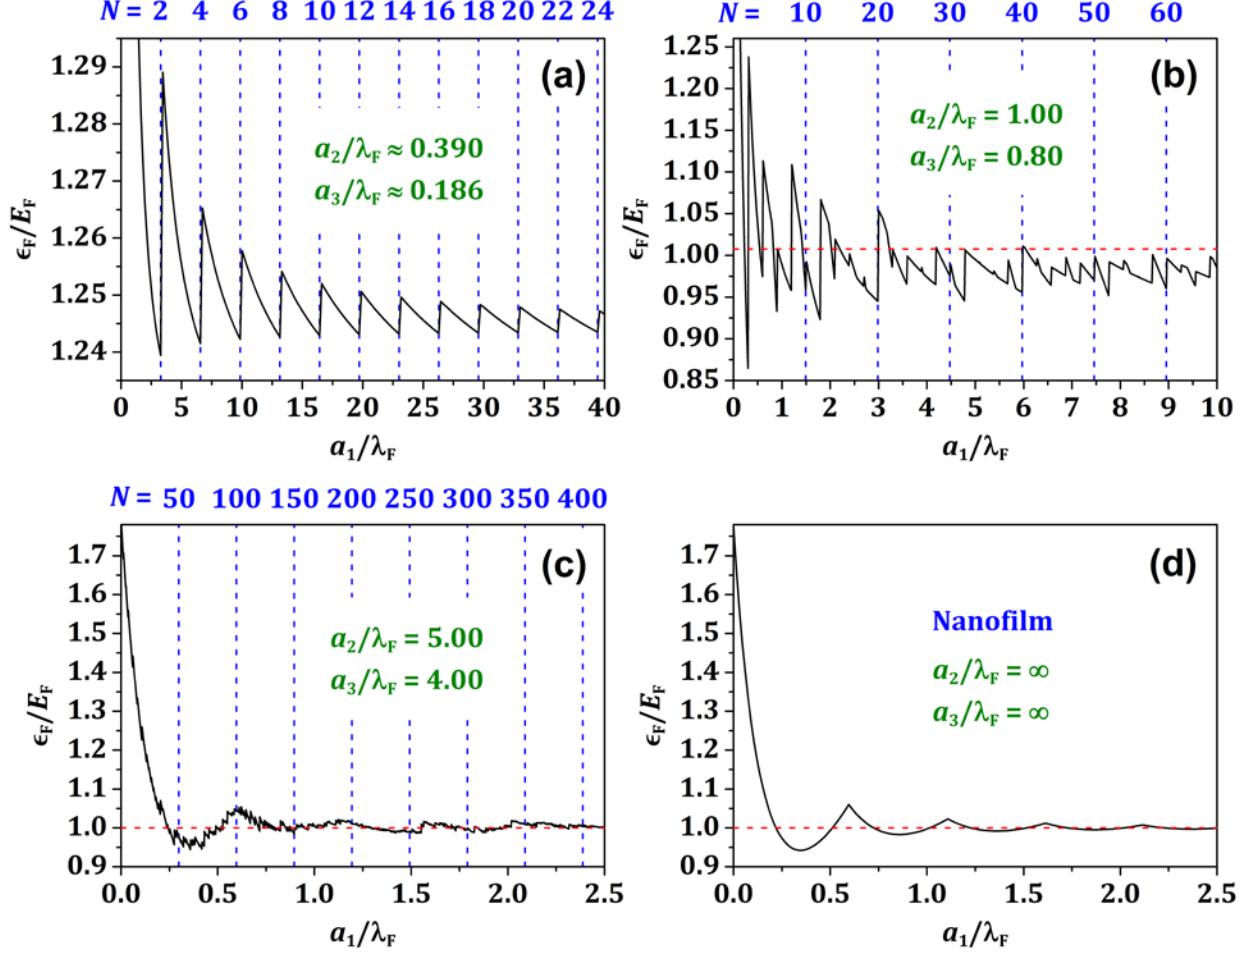 N = 2 4 6 8 10 12 14 16 18 20 22 24
(a)
a₂/λF ≈ 0.390
a₃/λF ≈ 0.186
1.29
1.28
1.27
1.26
1.25
1.24
ϵF/EF
0 5 10 15 20 25 30 35 40
a₁/λF
N = 10 20 30 40 50 60
(b)
a₂/λF = 1.00
a₃/λF = 0.80
1.25
1.20
1.15
1.10
1.05
1.00
0.95
0.90
0.85
ϵF/EF
0 1 2 3 4 5 6 7 8 9 10
a₁/λF
N = 50 100 150 200 250 300 350 400
(c)
a₂/λF = 5.00
a₃/λF = 4.00
1.7
1.6
1.5
1.4
1.3
1.2
1.1
1.0
0.9
ϵF/EF
0.0 0.5 1.0 1.5 2.0 2.5
a₁/λF
(d)
Nanofilm
a₂/λF = ∞
a₃/λF = ∞
1.7
1.6
1.5
1.4
1.3
1.2
1.1
1.0
0.9
ϵF/EF
0.0 0.5 1.0 1.5 2.0 2.5
a₁/λF